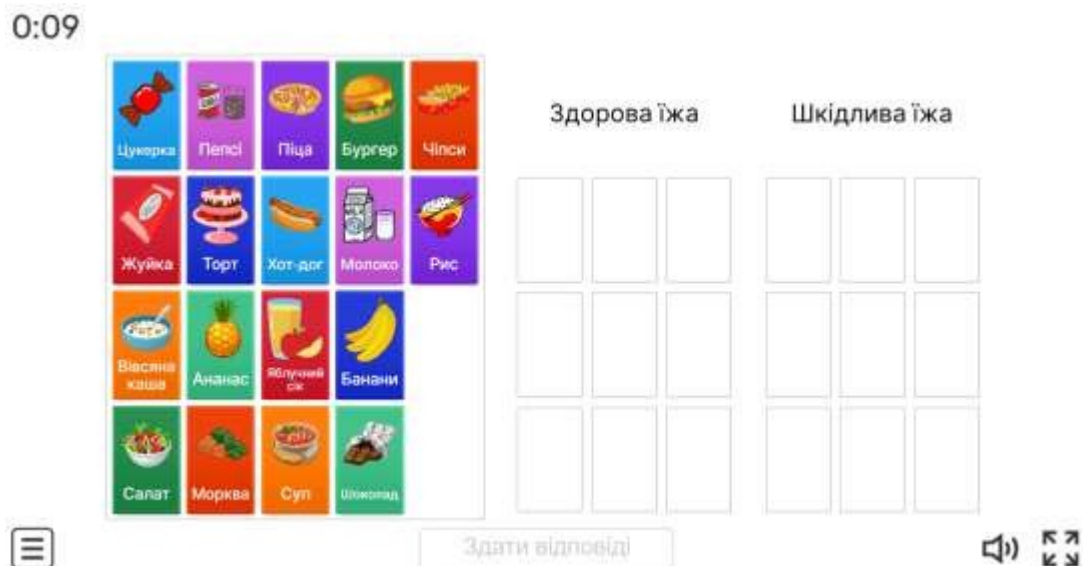 0:09
Здорова їжа Шкідлива їжа
Цукерка Пепсі Піца Бургер Чіпси
Жуйка Торт Хот-дог Молоко Рис
Вівсяна
каша Ананас Яблучний
сік Банани
Салат Морква Суп Шоколад
Здати відповіді